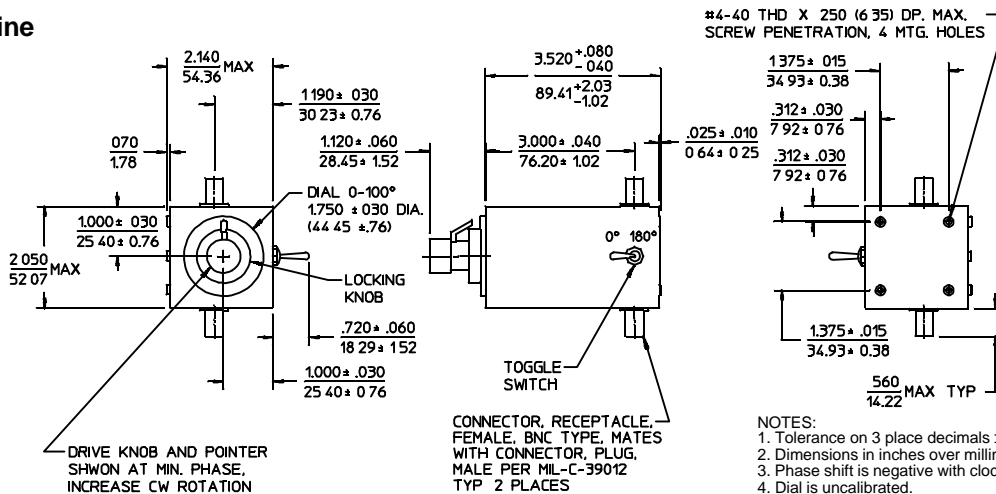 ine
#4-40 THD X 250 (6 35) DP. MAX.
SCREW PENETRATION, 4 MTG. HOLES
2.140
54.36
MAX
1190± 030
30 23± 0.76
070
1.78
1.000± 030
25 40± 0.76
2 050
52 07
MAX
DIAL 0-100°
1.750 ±030 DIA.
(44 45 ±.76)
LOCKING
KNOB
.720± .060
18 29± 1 52
1.000± .030
25 40± 0 76
DRIVE KNOB AND POINTER
SHWON AT MIN. PHASE,
INCREASE CW ROTATION
3.520 +.080
- 040
89.41 +2.03
-1.02
1.120± .060
28.45± 1.52
3.000± .040
76.20± 1.02
.025± .010
0 64± 0 25
0° 180°
TOGGLE
SWITCH
CONNECTOR, RECEPTACLE,
FEMALE, BNC TYPE, MATES
WITH CONNECTOR, PLUG,
MALE PER MIL-C-39012
TYP 2 PLACES
1375± 015
34 93± 0.38
.312± .030
7 92± 0 76
.312± .030
7 92± 0 76
1.375± .015
34.93± 0.38
560
14.22
MAX TYP
NOTES:
1. Tolerance on 3 place decimals
2. Dimensions in inches over millin
3. Phase shift is negative with cloc
4. Dial is uncalibrated.